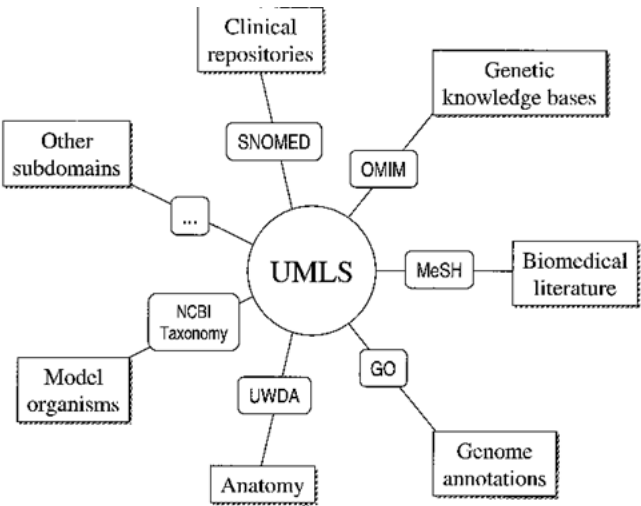 Clinical
repositories
Genetic
knowledge bases
SNOMED
Other
subdomains
OMIM
...
UMLS
MeSH
Biomedical
literature
NCBI
Taxonomy
Model
organisms
GO
UWDA
Genome
annotations
Anatomy